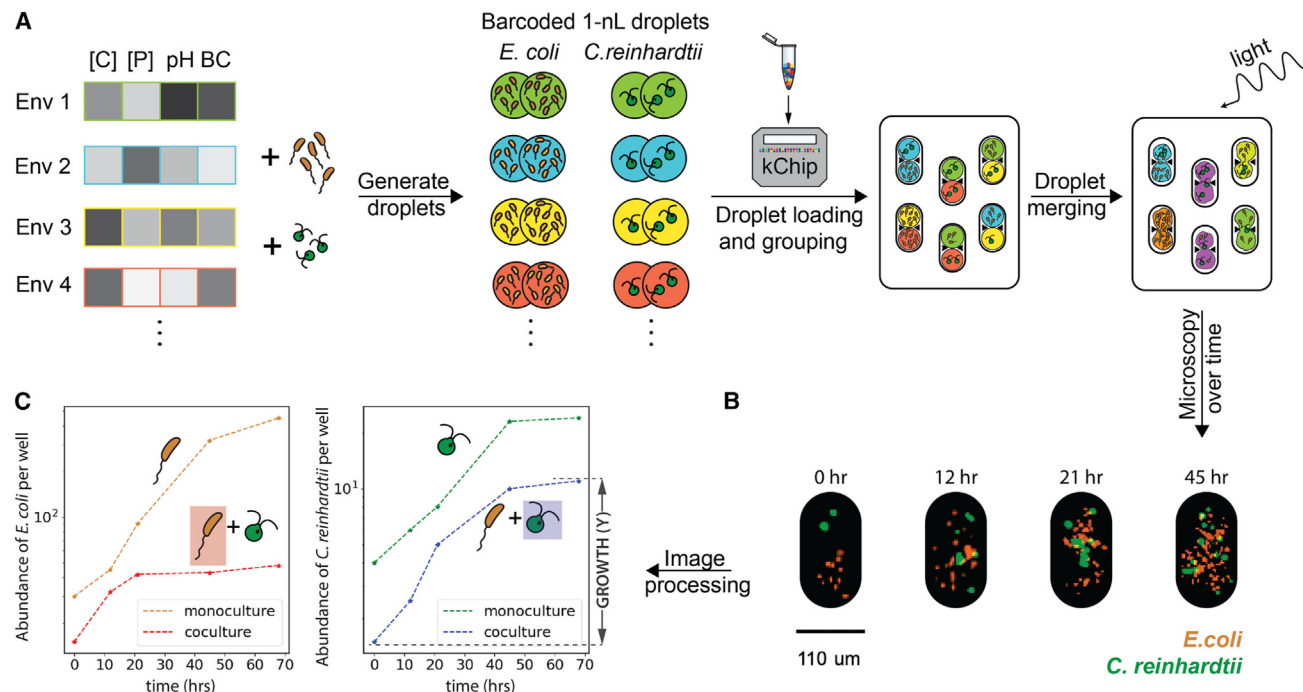 A
[C] [P] pH BC
Env 1
Env 2
Env 3
Env 4
+
+
Generate
droplets
Barcoded 1-nL droplets
E. coli C.reinhardtii
kChip
Droplet loading
and grouping
Droplet
merging
light
Microscopy
over time
B
0 hr 12 hr 21 hr 45 hr
110 um
E.coli
C. reinhardtii
Image
processing
C
Abundance of E. coli per well
10²
+
monoculture
coculture
0 10 20 30 40 50 60 70
time (hrs)
Abundance of C. reinhardtii per well
10¹
+
GROWTH (Y)
monoculture
coculture
0 10 20 30 40 50 60 70
time (hrs)